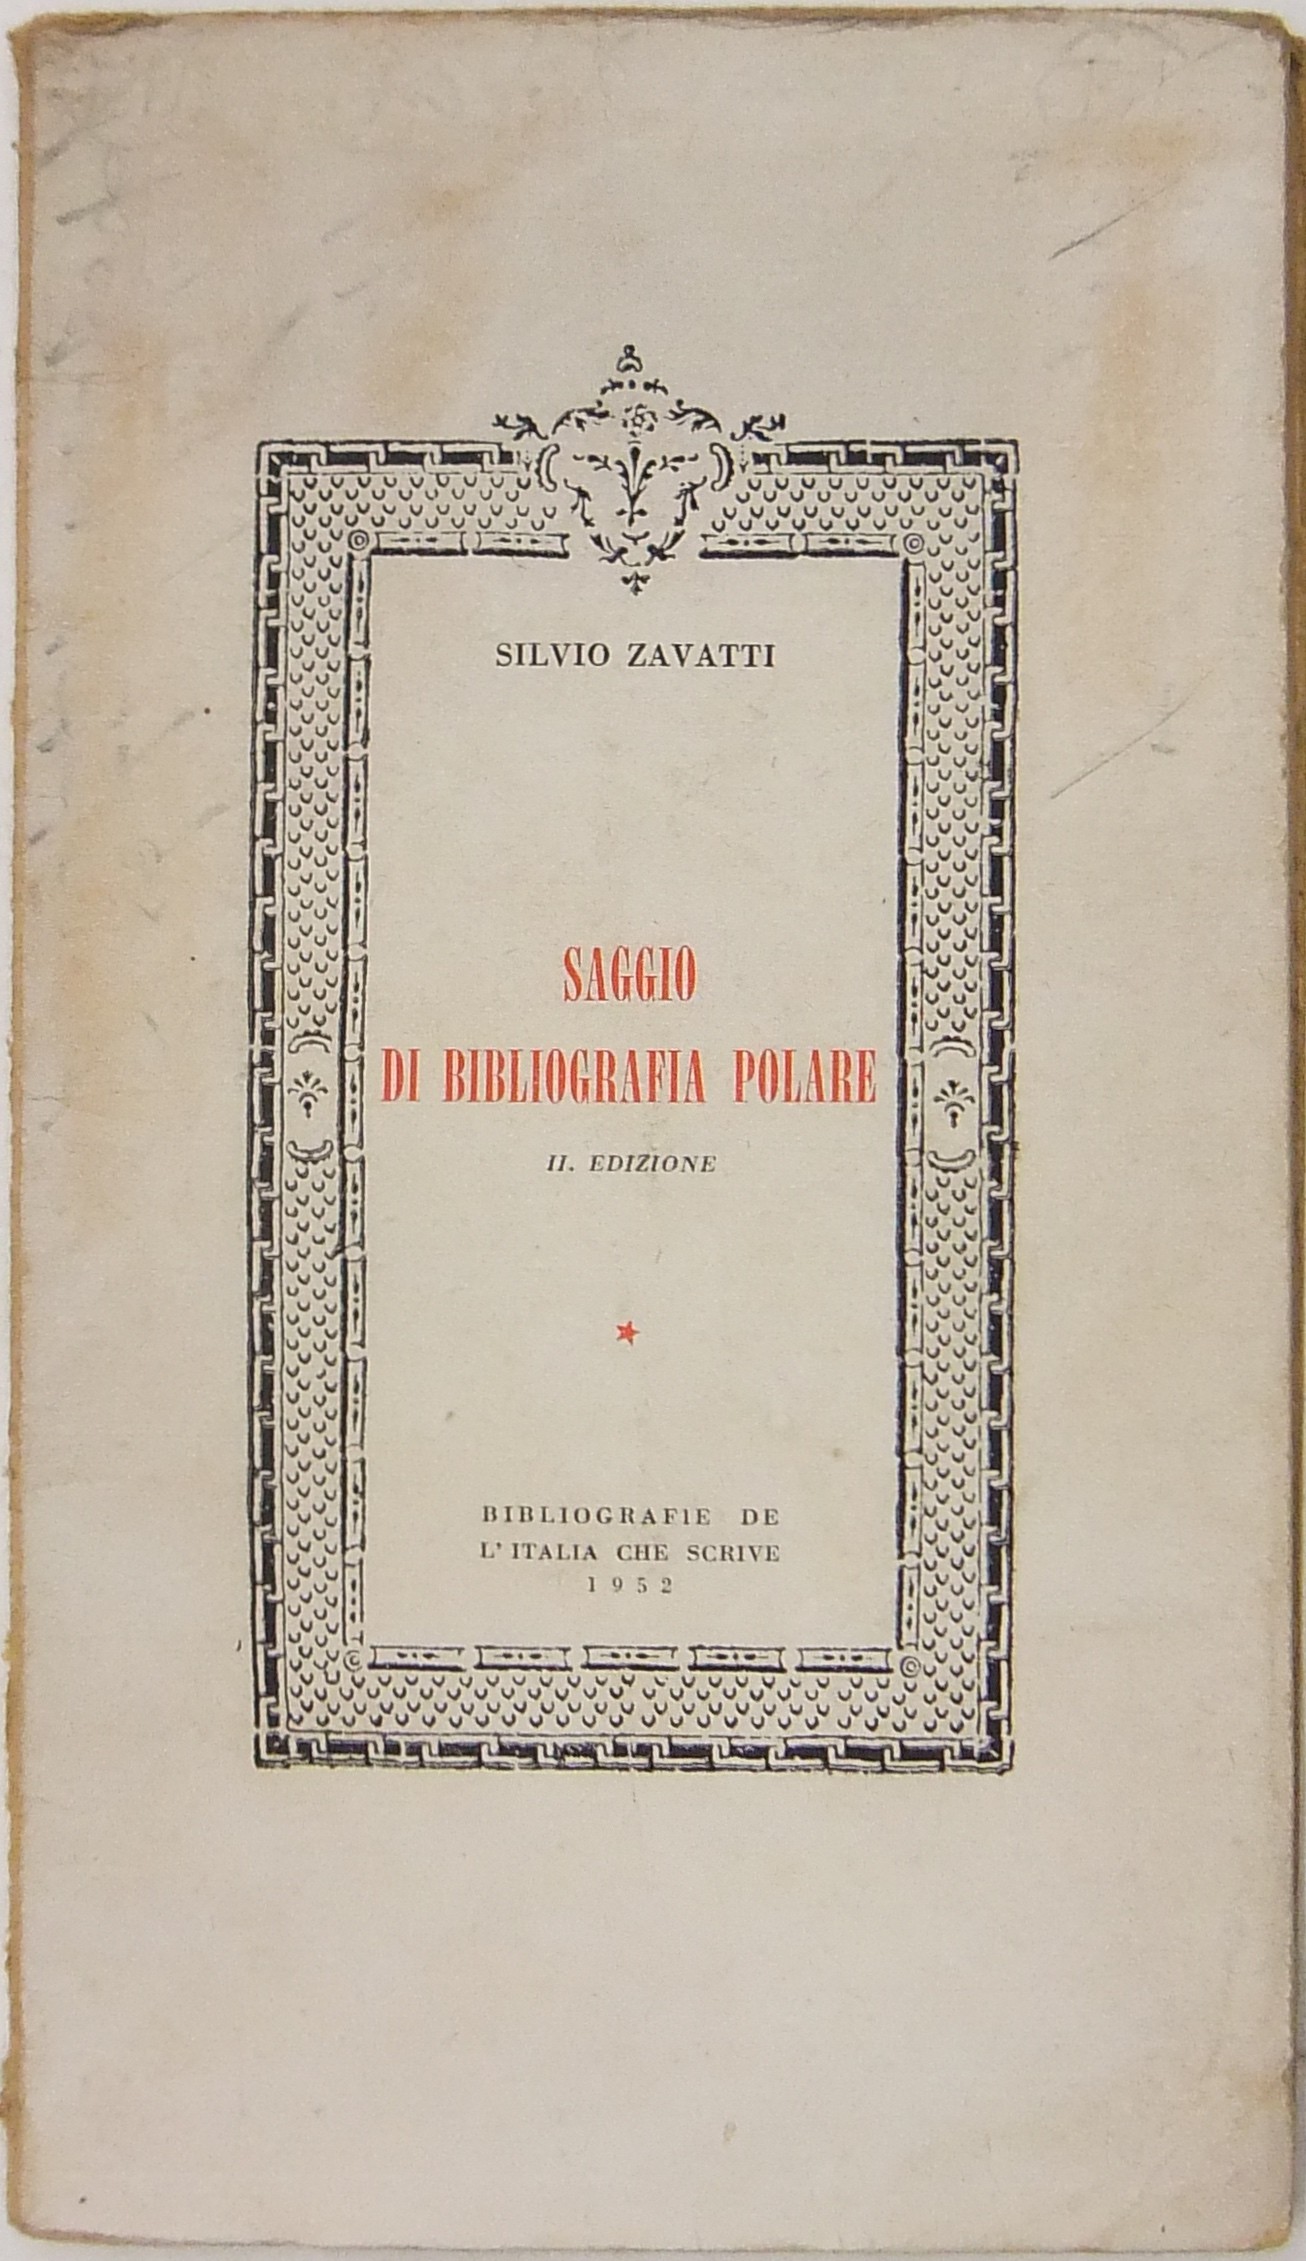 SILVIO ZAVATTI
SAGGIO
DI BIBLIOGRAFIA POLARE
II. EDIZIONE
BIBLIOGRAFIE DE
L'ITALIA CHE SCRIVE
1952